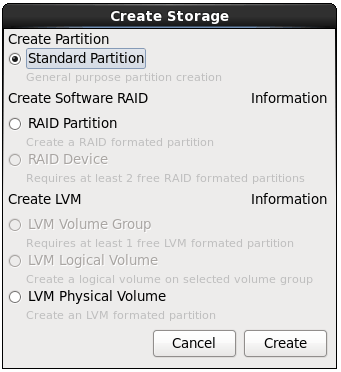 Create Storage
Create Partition
Standard Partition
General purpose partition creation
Create Software RAID Information
RAID Partition
Create a RAID formated partition
RAID Device
Requires at least 2 free RAID formated partitions
Create LVM Information
LVM Volume Group
Requires at least 1 free LVM formated partition
LVM Logical Volume
Create a logical volume on selected volume group
LVM Physical Volume
Create an LVM formated partition
Cancel Create